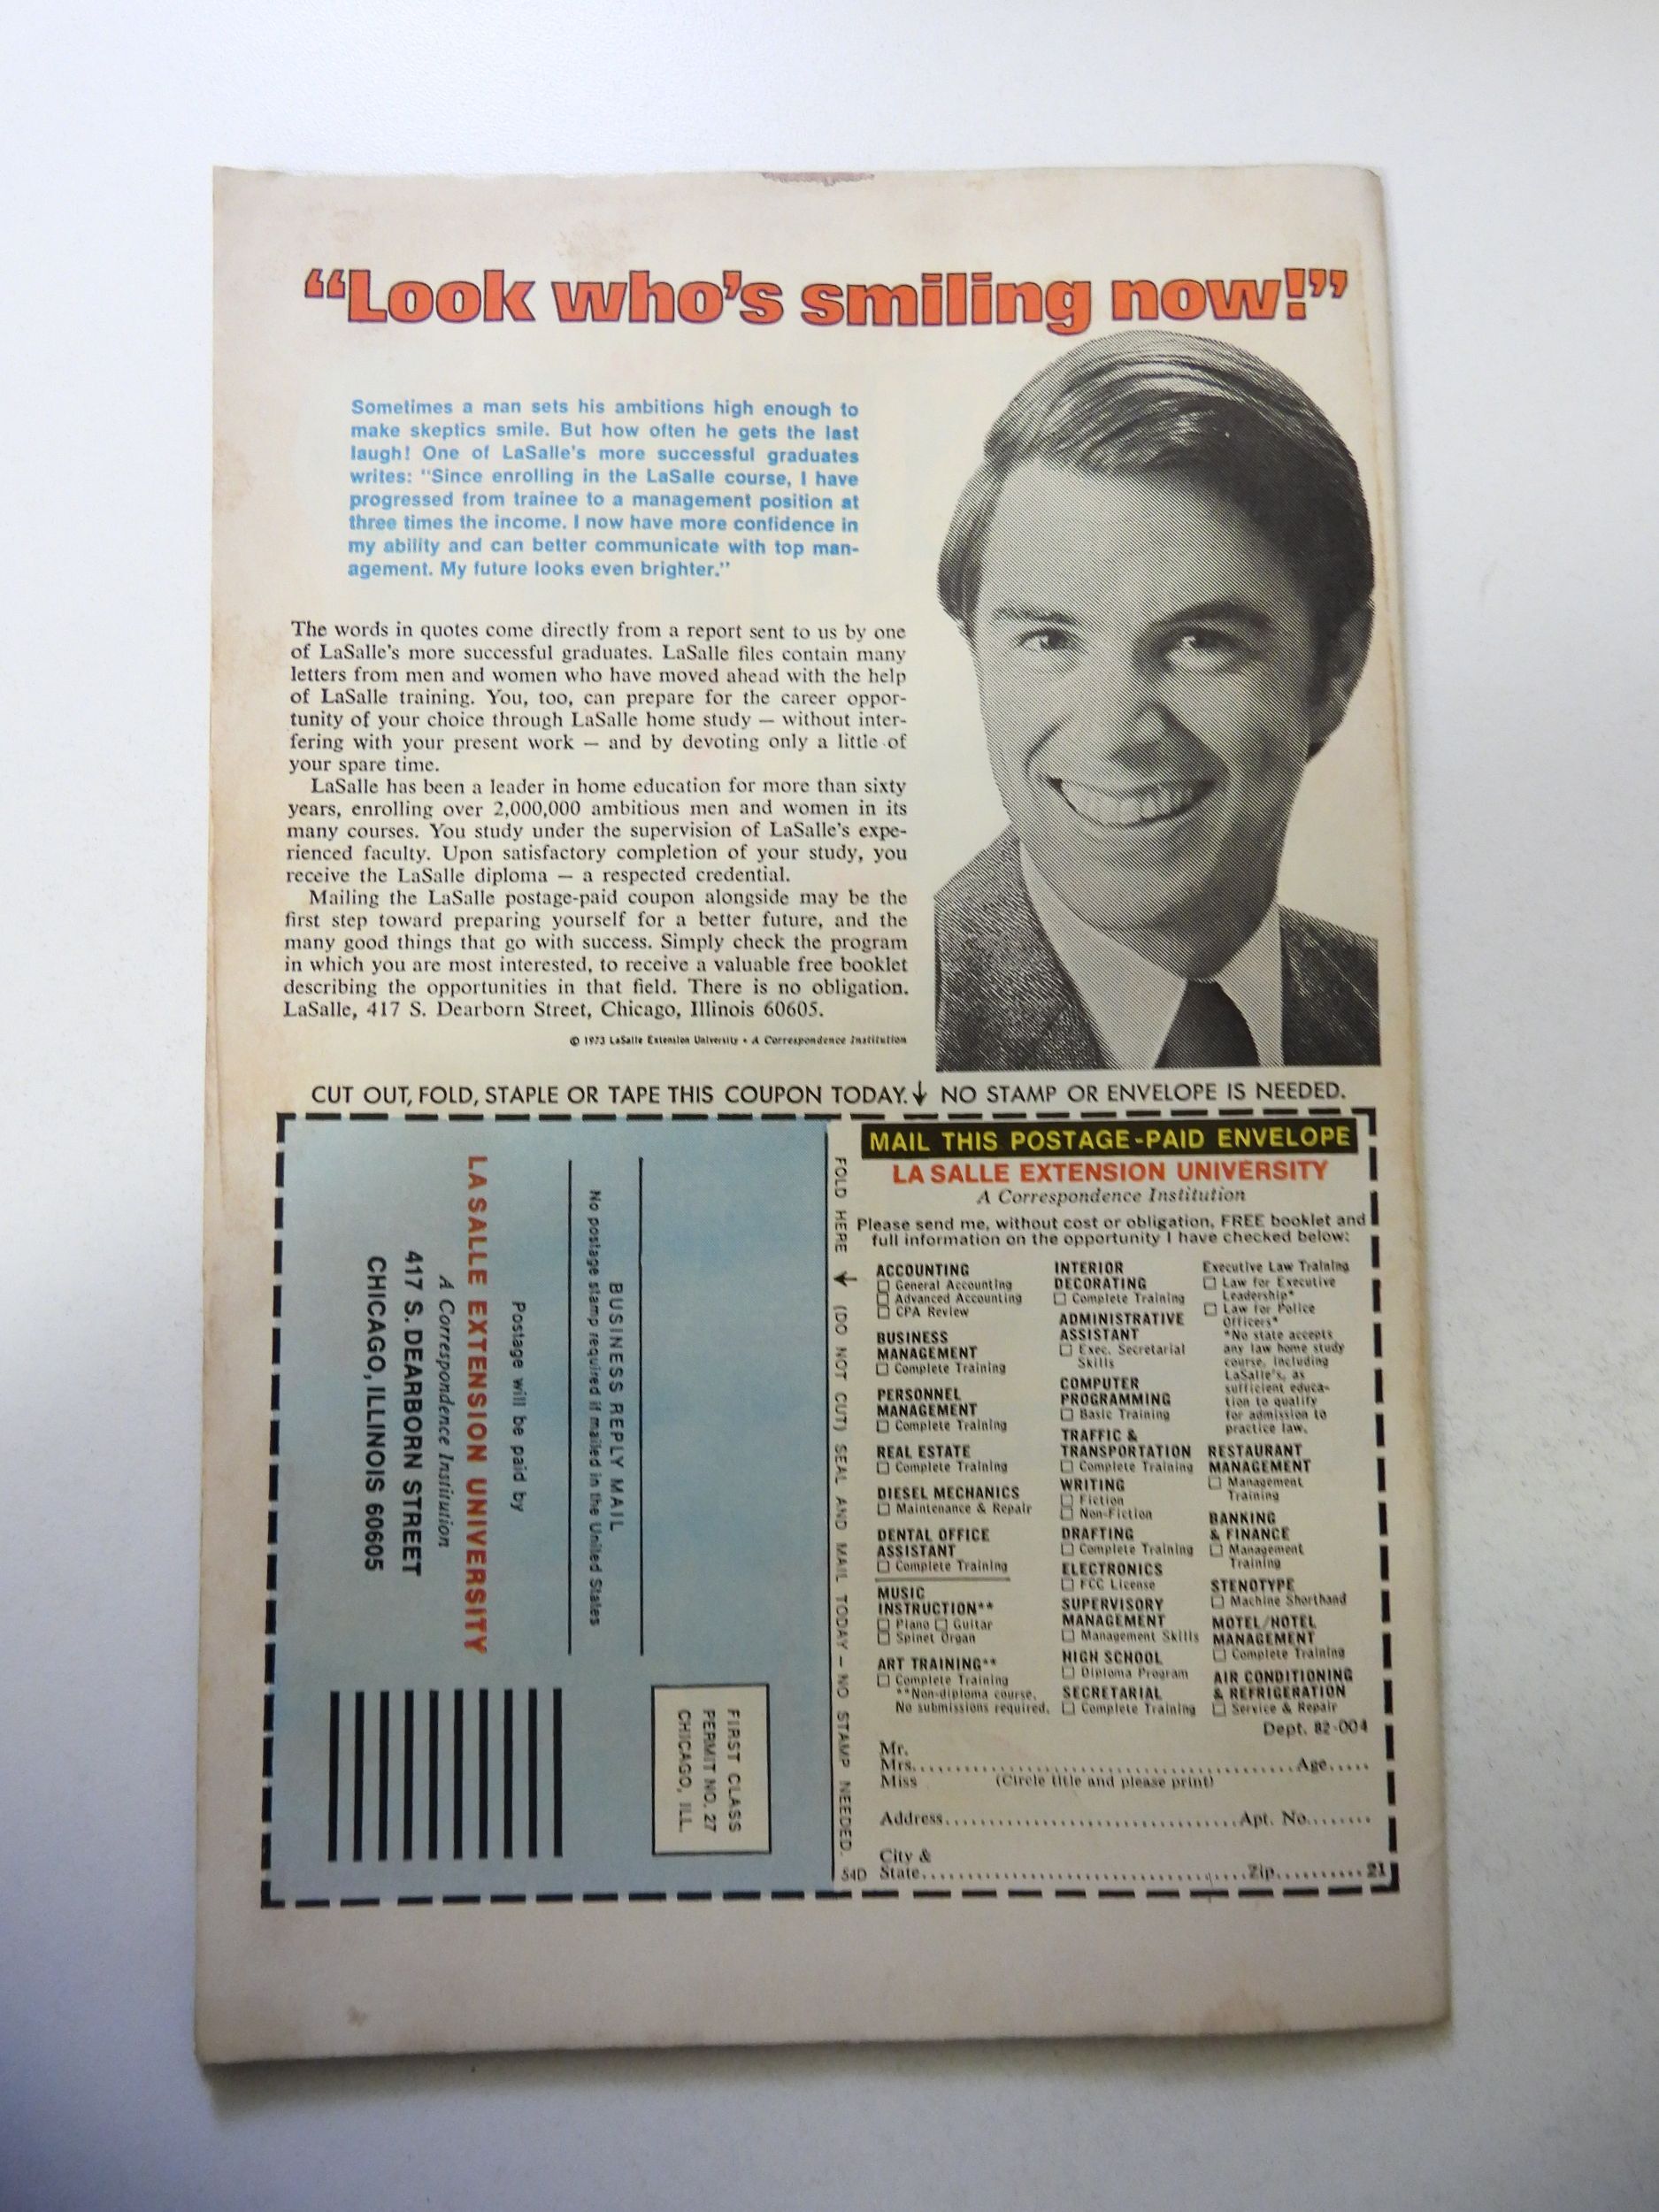 “Look who’s smiling now!”
Sometimes a man sets his ambitions high enough to
make skeptics smile. But how often he gets the last
laugh! One of LaSalle's more successful graduates
writes: "Since enrolling in the LaSalle course, I have
progressed from trainee to a management position at
three times the income. I now have more confidence in
my ability and can better communicate with top man-
agement. My future looks even brighter."
The words in quotes come directly from a report sent to us by one
of LaSalle's more successful graduates. LaSalle files contain many
letters from men and women who have moved ahead with the help
of LaSalle training. You, too, can prepare for the career oppor-
tunity of your choice through LaSalle home study — without inter-
fering with your present work — and by devoting only a little of
your spare time.
LaSalle has been a leader in home education for more than sixty
years, enrolling over 2,000,000 ambitious men and women in its
many courses. You study under the supervision of LaSalle's expe-
rienced faculty. Upon satisfactory completion of your study, you
receive the LaSalle diploma — a respected credential.
Mailing the LaSalle postage-paid coupon alongside may be the
first step toward preparing yourself for a better future, and the
many good things that go with success. Simply check the program
in which you are most interested, to receive a valuable free booklet
describing the opportunities in that field. There is no obligation.
LaSalle, 417 S. Dearborn Street, Chicago, Illinois 60605.
© 1973 LaSalle Extension University • A Correspondence Institution
CUT OUT, FOLD, STAPLE OR TAPE THIS COUPON TODAY. ↓ NO STAMP OR ENVELOPE IS NEEDED.
FIRST CLASS
PERMIT NO. 27
CHICAGO, ILL.
BUSINESS REPLY MAIL
No postage stamp required if mailed in the United States
Postage will be paid by
LA SALLE EXTENSION UNIVERSITY
A Correspondence Institution
417 S. DEARBORN STREET
CHICAGO, ILLINOIS 60605
FOLD HERE ↓ (DO NOT CUT) SEAL AND MAIL TODAY — NO STAMP NEEDED.
54D
MAIL THIS POSTAGE-PAID ENVELOPE
LA SALLE EXTENSION UNIVERSITY
A Correspondence Institution
Please send me, without cost or obligation, FREE booklet and
full information on the opportunity I have checked below:
ACCOUNTING
☐ General Accounting
☐ Advanced Accounting
☐ CPA Review
BUSINESS
MANAGEMENT
☐ Complete Training
PERSONNEL
MANAGEMENT
☐ Complete Training
REAL ESTATE
☐ Complete Training
DIESEL MECHANICS
☐ Maintenance & Repair
DENTAL OFFICE
ASSISTANT
☐ Complete Training
MUSIC
INSTRUCTION**
☐ Piano ☐ Guitar
☐ Spinet Organ
ART TRAINING**
☐ Complete Training
**Non-diploma course.
No submissions required.
INTERIOR
DECORATING
☐ Complete Training
ADMINISTRATIVE
ASSISTANT
☐ Exec. Secretarial
Skills
COMPUTER
PROGRAMMING
☐ Basic Training
TRAFFIC &
TRANSPORTATION
☐ Complete Training
WRITING
☐ Fiction
☐ Non-Fiction
DRAFTING
☐ Complete Training
ELECTRONICS
☐ FCC License
SUPERVISORY
MANAGEMENT
☐ Management Skills
HIGH SCHOOL
☐ Diploma Program
SECRETARIAL
☐ Complete Training
Executive Law Training
☐ Law for Executive
Leadership*
☐ Law for Police
Officers*
*No state accepts
any law home study
course, including
LaSalle's, as
sufficient educa-
tion to qualify
for admission to
practice law.
RESTAURANT
MANAGEMENT
☐ Management
Training
BANKING
& FINANCE
☐ Management
Training
STENOTYPE
☐ Machine Shorthand
MOTEL/HOTEL
MANAGEMENT
☐ Complete Training
AIR CONDITIONING
& REFRIGERATION
☐ Service & Repair
Dept. 82-004
Mr.
Mrs. Age
Miss (Circle title and please print)
Address Apt. No.
City &
State Zip 21